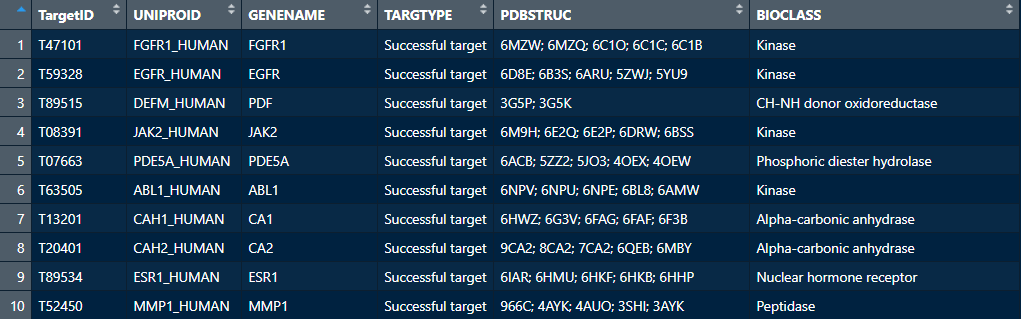 TargetID UNIPROID GENENAME TARGTYPE PDBSTRUC BIOCLASS
1 T47101 FGFR1_HUMAN FGFR1 Successful target 6MZW; 6MZQ; 6C1O; 6C1C; 6C1B Kinase
2 T59328 EGFR_HUMAN EGFR Successful target 6D8E; 6B3S; 6ARU; 5ZWJ; 5YU9 Kinase
3 T89515 DEFM_HUMAN PDF Successful target 3G5P; 3G5K CH-NH donor oxidoreductase
4 T08391 JAK2_HUMAN JAK2 Successful target 6M9H; 6E2Q; 6E2P; 6DRW; 6BSS Kinase
5 T07663 PDE5A_HUMAN PDE5A Successful target 6ACB; 5ZZ2; 5JO3; 4OEX; 4OEW Phosphoric diester hydrolase
6 T63505 ABL1_HUMAN ABL1 Successful target 6NPV; 6NPU; 6NPE; 6BL8; 6AMW Kinase
7 T13201 CAH1_HUMAN CA1 Successful target 6HWZ; 6G3V; 6FAG; 6FAF; 6F3B Alpha-carbonic anhydrase
8 T20401 CAH2_HUMAN CA2 Successful target 9CA2; 8CA2; 7CA2; 6QEB; 6MBY Alpha-carbonic anhydrase
9 T89534 ESR1_HUMAN ESR1 Successful target 6IAR; 6HMU; 6HKF; 6HKB; 6HHP Nuclear hormone receptor
10 T52450 MMP1_HUMAN MMP1 Successful target 966C; 4AYK; 4AUO; 3SHI; 3AYK Peptidase